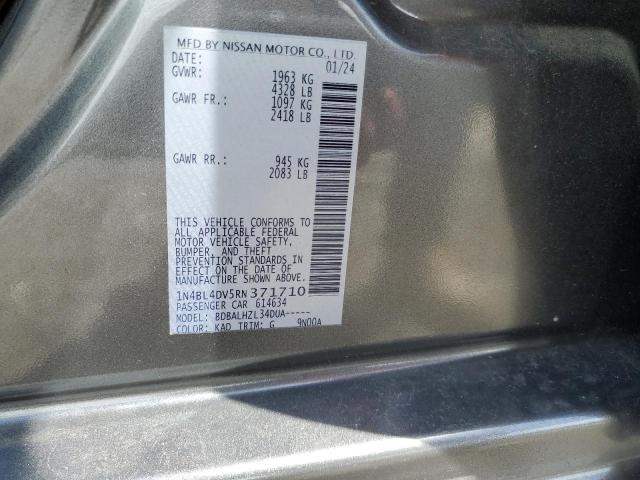 MFD BY NISSAN MOTOR CO., LTD.
DATE: 01/24
GVWR: 1963 KG
4328 LB
GAWR FR.: 1097 KG
2418 LB
GAWR RR.: 945 KG
2083 LB
THIS VEHICLE CONFORMS TO
ALL APPLICABLE FEDERAL
MOTOR VEHICLE SAFETY,
BUMPER, AND THEFT
PREVENTION STANDARDS IN
EFFECT ON THE DATE OF
MANUFACTURE SHOWN ABOVE.
1N4BL4DV5RN371710
PASSENGER CAR 614634
MODEL: BDBALHZL34DUA-----
COLOR: KAD TRIM: G 9N00A